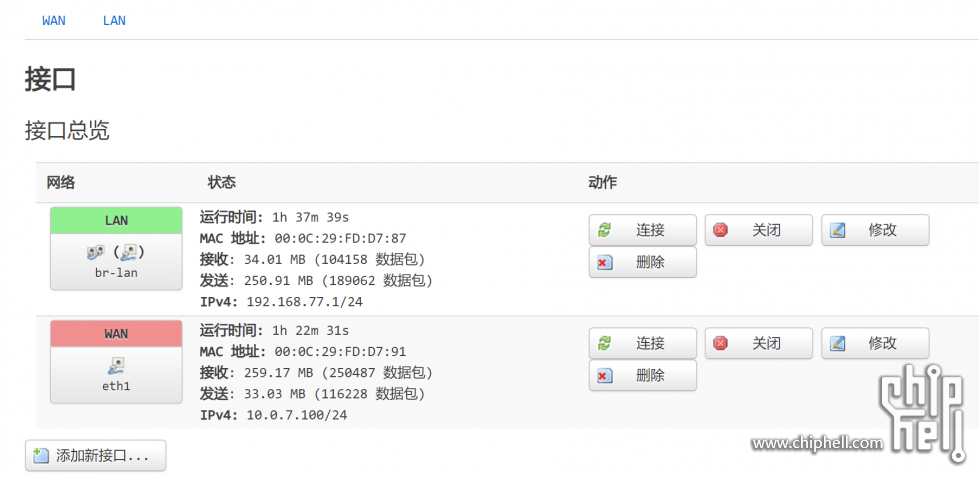 WAN LAN
接口
接口总览
网络 状态 动作
LAN
br-lan
运行时间: 1h 37m 39s
MAC 地址: 00:0C:29:FD:D7:87
接收: 34.01 MB (104158 数据包)
发送: 250.91 MB (189062 数据包)
IPv4: 192.168.77.1/24
连接 关闭 修改
删除
WAN
eth1
运行时间: 1h 22m 31s
MAC 地址: 00:0C:29:FD:D7:91
接收: 259.17 MB (250487 数据包)
发送: 33.03 MB (116228 数据包)
IPv4: 10.0.7.100/24
连接 关闭 修改
删除
添加新接口...
www.chiphell.com
chip
hell